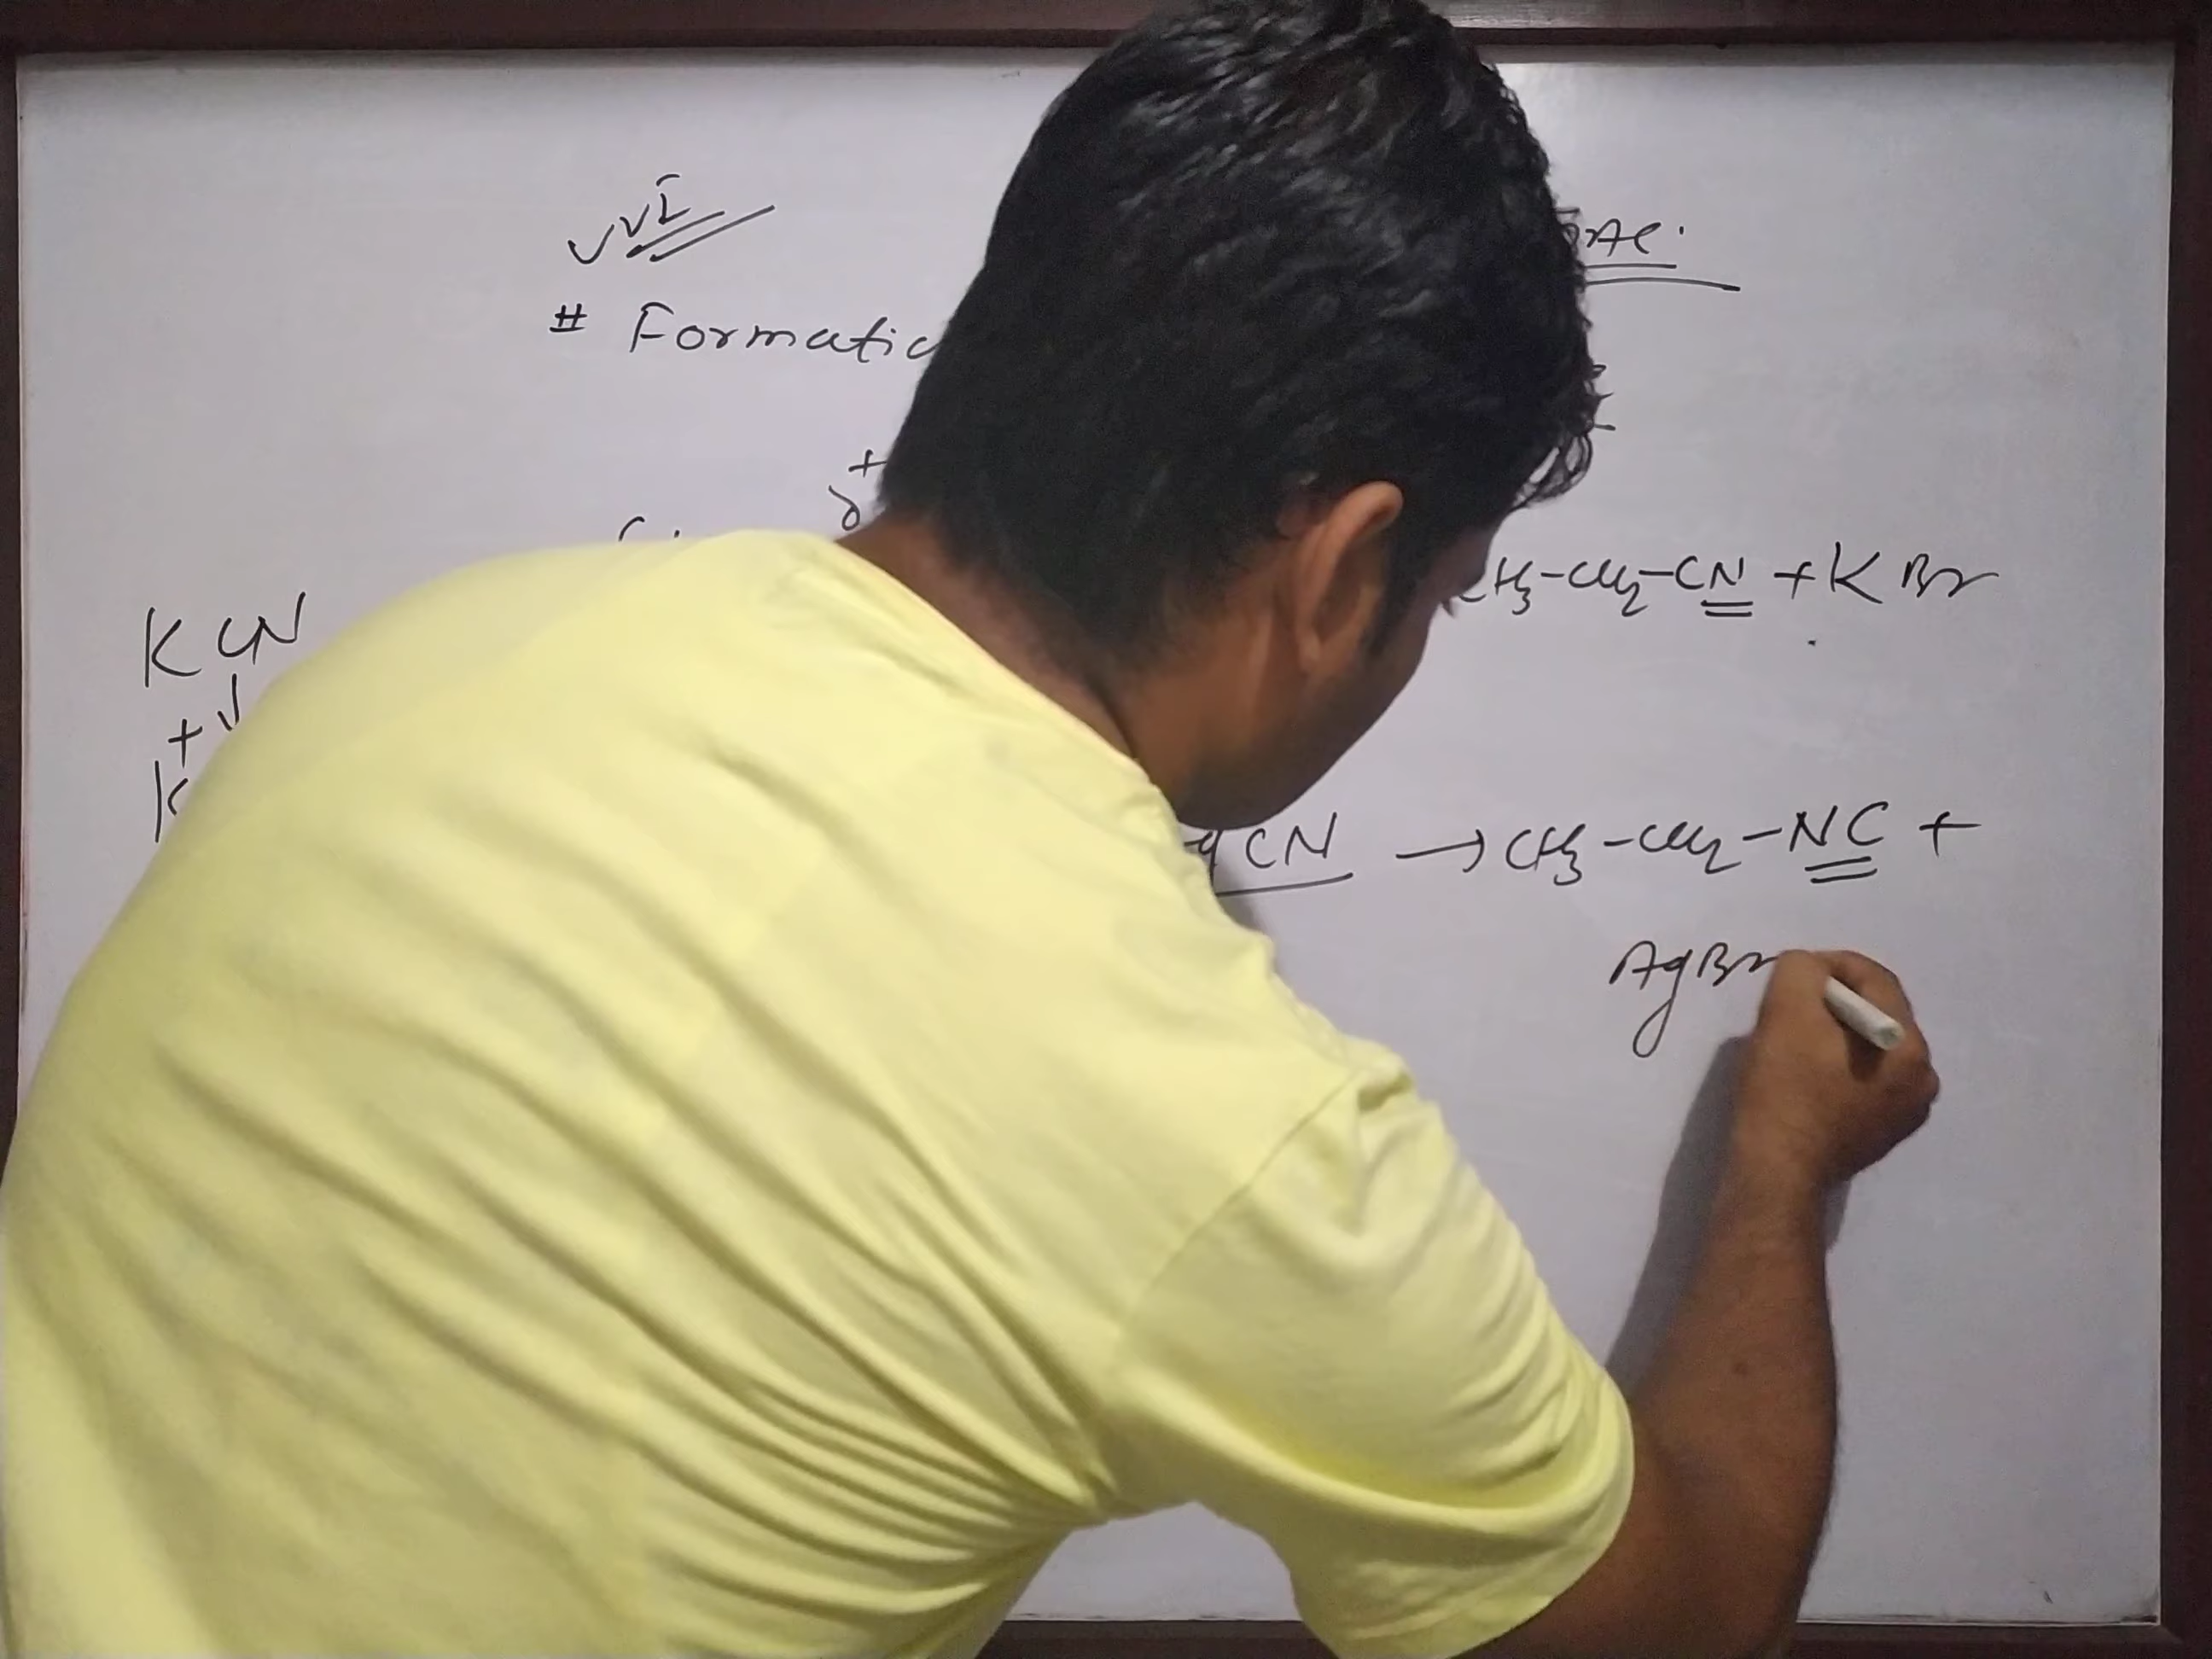 VVI
# Formatio
+
δ
CH3-CH2-CN + KBr
KCN
+
K
CN → CH3-CH2-NC +
AgBr